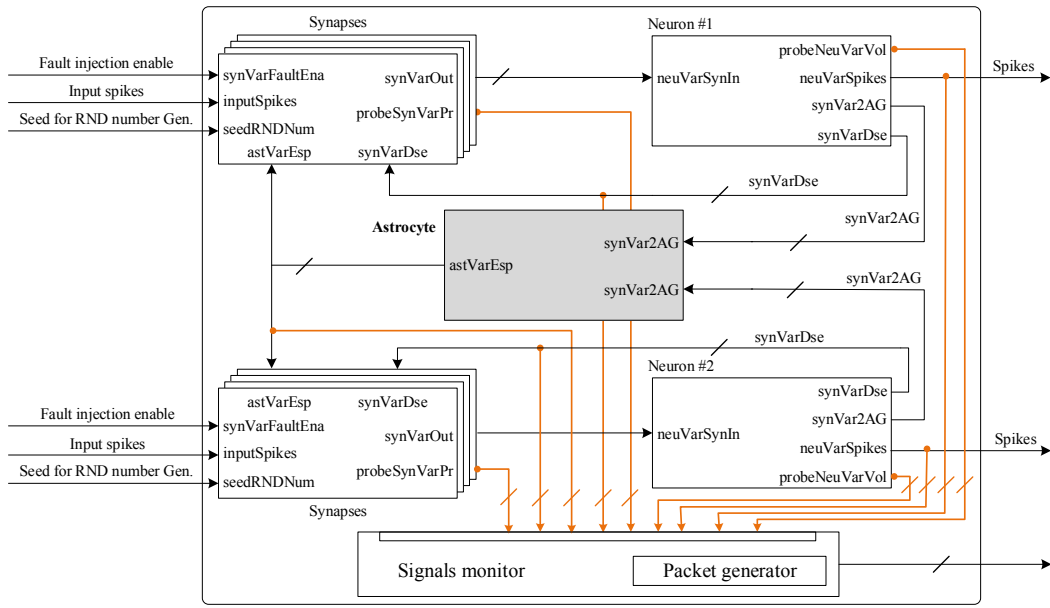 Synapses
Neuron #1
Fault injection enable
Input spikes
Seed for RND number Gen.
synVarFaultEna
inputSpikes
seedRNDNum
astVarEsp
synVarDse
synVarOut
probeSynVarPr
neuVarSynIn
probeNeuVarVol
neuVarSpikes
synVar2AG
synVarDse
Spikes
synVarDse
synVar2AG
Astrocyte
astVarEsp
synVar2AG
synVar2AG
synVar2AG
synVarDse
Neuron #2
Fault injection enable
Input spikes
Seed for RND number Gen.
astVarEsp
synVarDse
synVarFaultEna
inputSpikes
seedRNDNum
synVarOut
probeSynVarPr
Synapses
neuVarSynIn
synVarDse
synVar2AG
neuVarSpikes
probeNeuVarVol
Spikes
Signals monitor
Packet generator